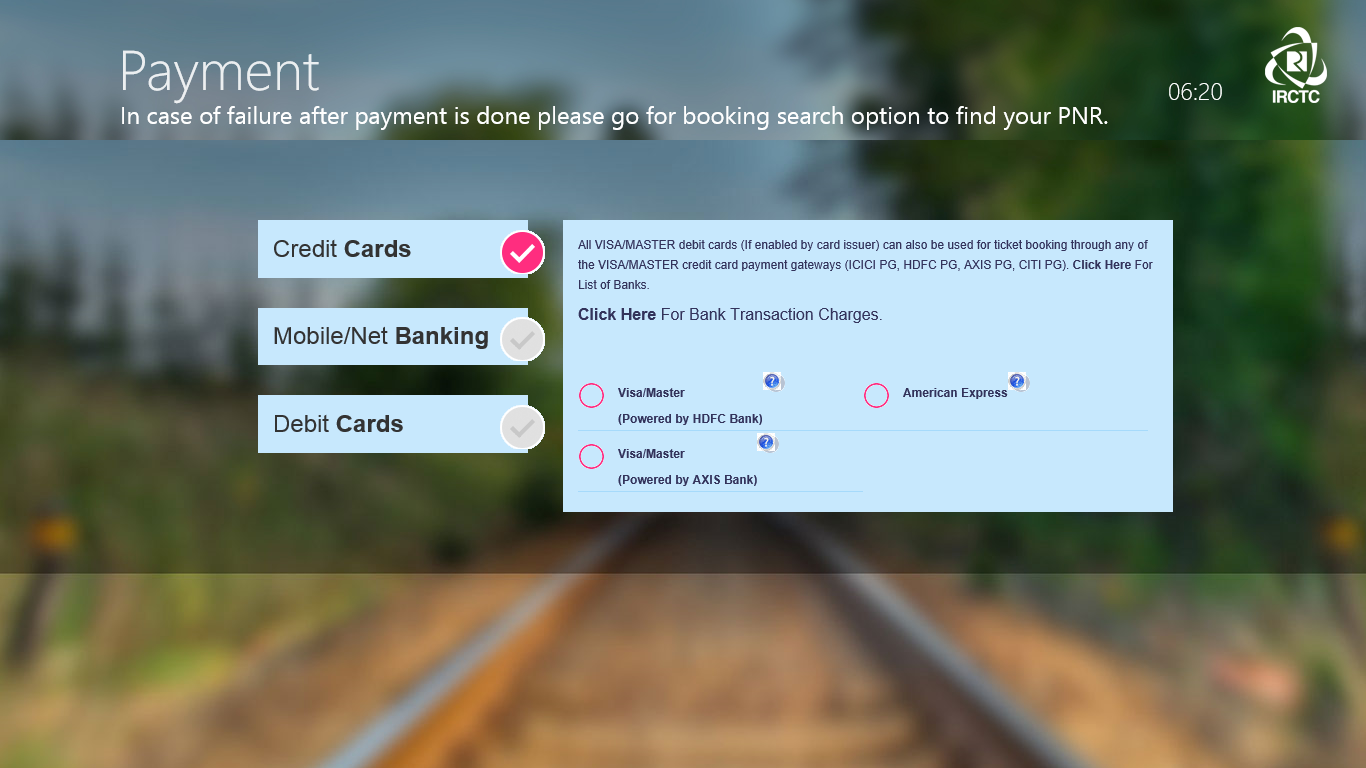 Payment
In case of failure after payment is done please go for booking search option to find your PNR.
06:20
IRCTC
Credit Cards
Mobile/Net Banking
Debit Cards
All VISA/MASTER debit cards (If enabled by card issuer) can also be used for ticket booking through any of
the VISA/MASTER credit card payment gateways (ICICI PG, HDFC PG, AXIS PG, CITI PG). Click Here For
List of Banks.
Click Here For Bank Transaction Charges.
Visa/Master
(Powered by HDFC Bank)
?
American Express
?
Visa/Master
(Powered by AXIS Bank)
?